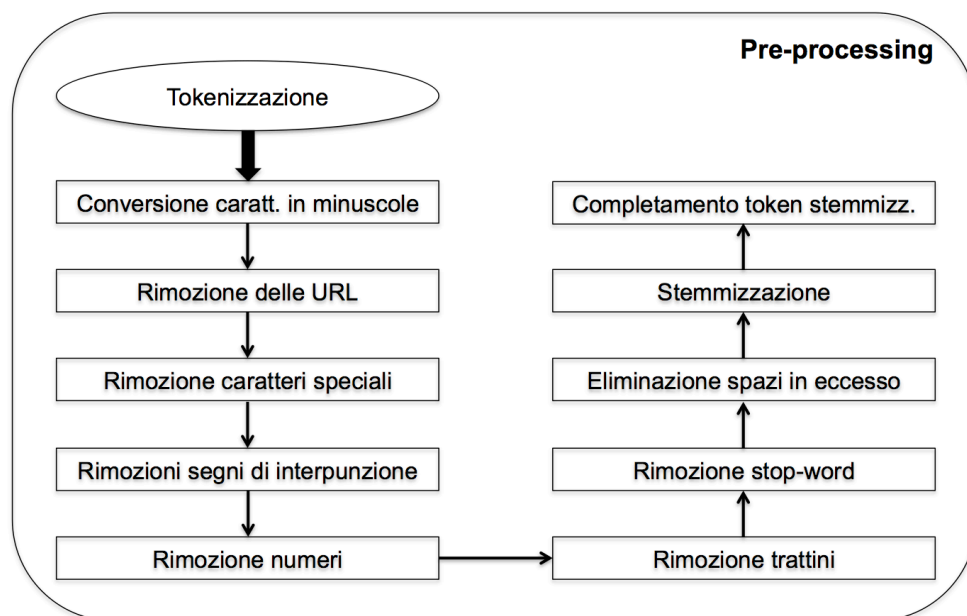 Pre-processing
Tokenizzazione
Conversione caratt. in minuscole
Rimozione delle URL
Rimozione caratteri speciali
Rimozioni segni di interpunzione
Rimozione numeri
Rimozione trattini
Rimozione stop-word
Eliminazione spazi in eccesso
Stemmizzazione
Completamento token stemmizz.